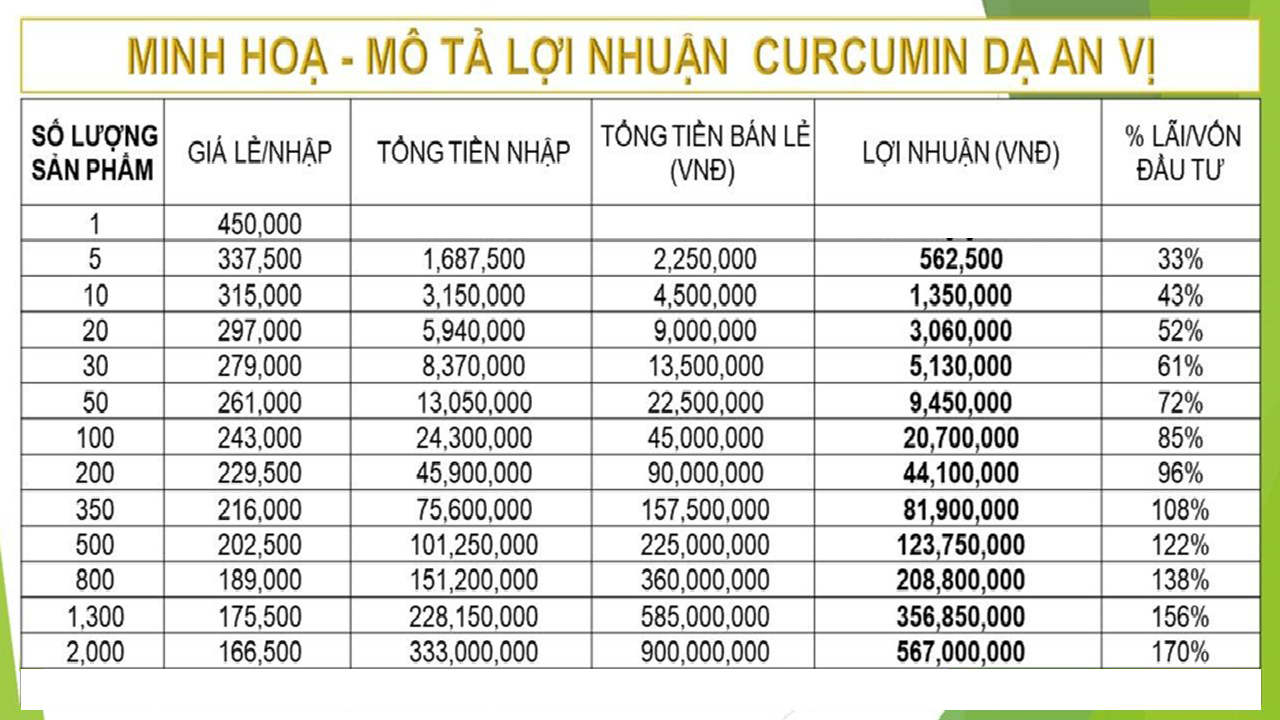 MINH HOẠ - MÔ TẢ LỢI NHUẬN CURCUMIN DẠ AN VỊ
SỐ LƯỢNG SẢN PHẨM GIÁ LẺ/NHẬP TỔNG TIỀN NHẬP TỔNG TIỀN BÁN LẺ (VNĐ) LỢI NHUẬN (VNĐ) % LÃI/VỐN ĐẦU TƯ
1 450,000
5 337,500 1,687,500 2,250,000 562,500 33%
10 315,000 3,150,000 4,500,000 1,350,000 43%
20 297,000 5,940,000 9,000,000 3,060,000 52%
30 279,000 8,370,000 13,500,000 5,130,000 61%
50 261,000 13,050,000 22,500,000 9,450,000 72%
100 243,000 24,300,000 45,000,000 20,700,000 85%
200 229,500 45,900,000 90,000,000 44,100,000 96%
350 216,000 75,600,000 157,500,000 81,900,000 108%
500 202,500 101,250,000 225,000,000 123,750,000 122%
800 189,000 151,200,000 360,000,000 208,800,000 138%
1,300 175,500 228,150,000 585,000,000 356,850,000 156%
2,000 166,500 333,000,000 900,000,000 567,000,000 170%